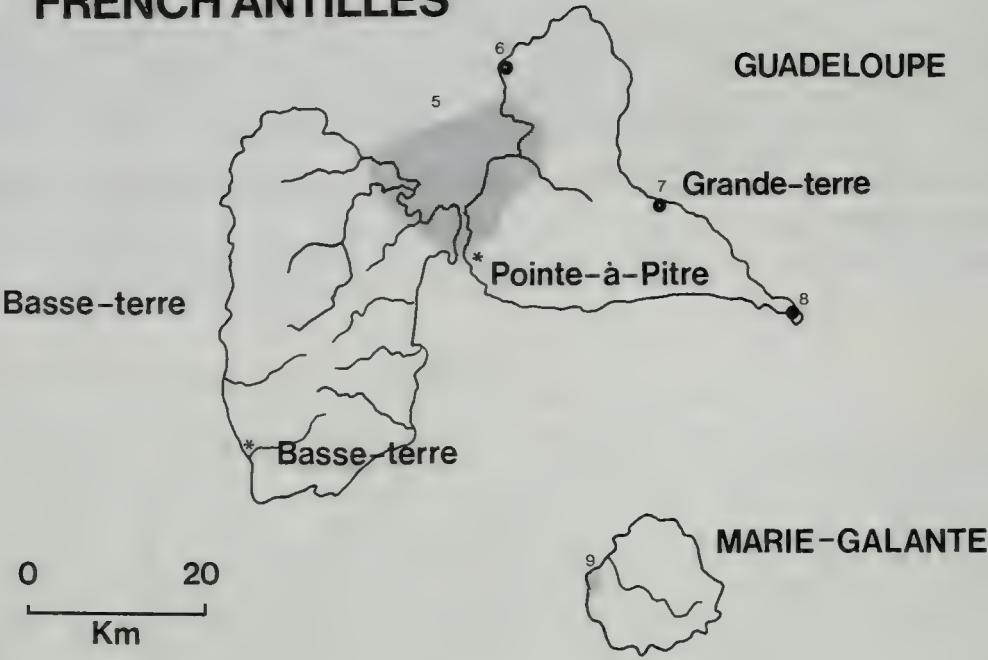 FRENCH ANTILLES
6
GUADELOUPE
5
7 Grande-terre
* Pointe-à-Pitre
Basse-terre
8
* Basse-terre
MARIE-GALANTE
9
0 20
Km